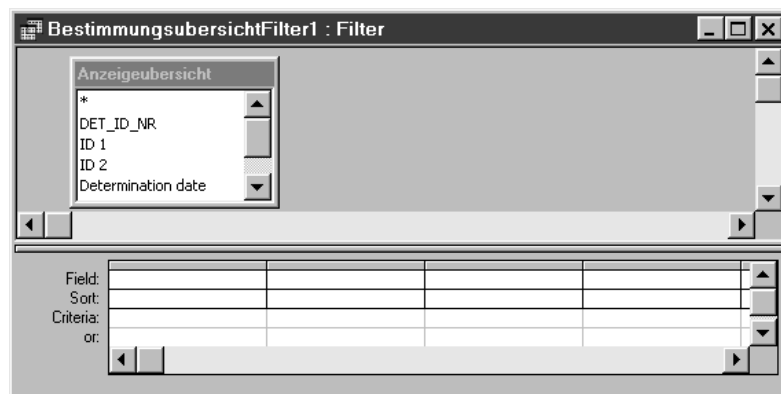 BestimmungsubersichtFilter1 : Filter
Anzeigeubersicht
*
DET_ID_NR
ID 1
ID 2
Determination date
Field:
Sort:
Criteria:
or: